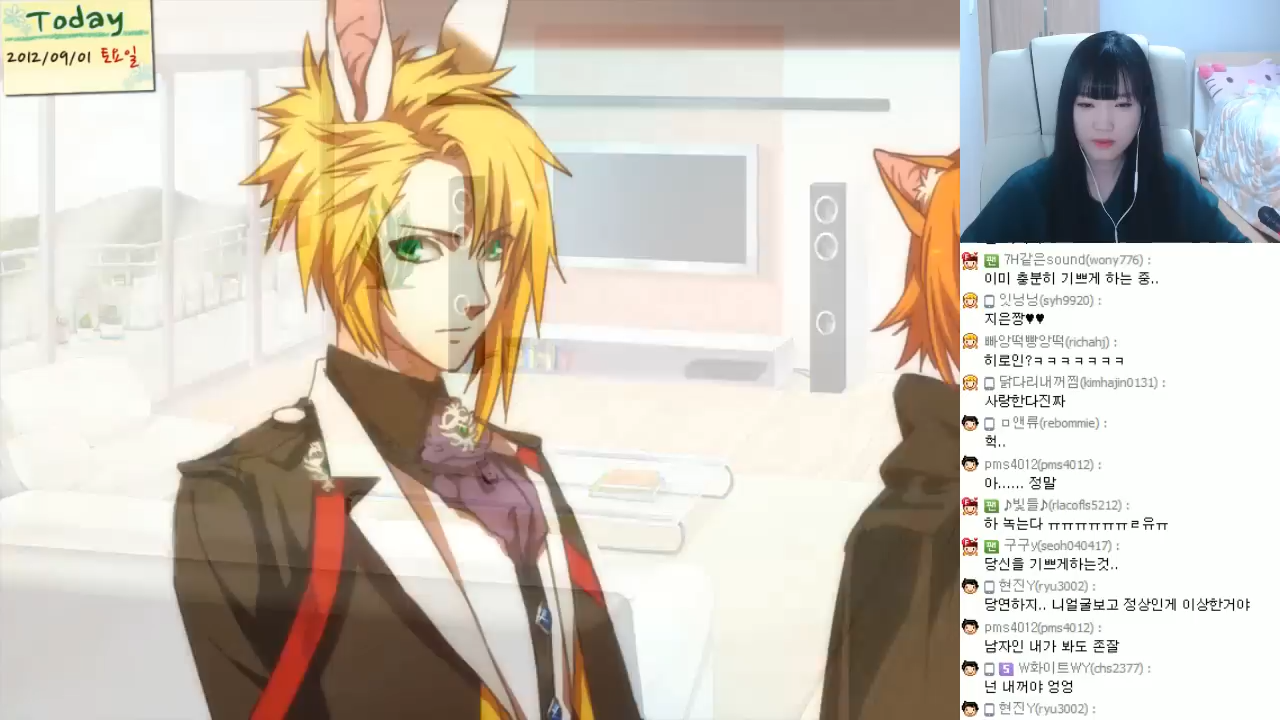 Today
2012/09/01 토요일
팬 7H같은sound(wony776) :
이미 충분히 기쁘게 하는 중..
잇넝넝(syh9920) :
지은짱♥♥
빠앙떡빵앙떡(richahj) :
히로인?ㅋㅋㅋㅋㅋㅋㅋ
닭다리내꺼찜(kimhajin0131) :
사랑한다진짜
ㅁ앤류(rebommie) :
헉..
pms4012(pms4012) :
아...... 정말
팬 ♪빛들♪(rlacofls5212) :
하 녹는다 ㅠㅠㅠㅠㅠㅠㄹ유ㅠ
팬 구구y(seoh040417) :
당신을 기쁘게하는것..
현진Y(ryu3002) :
당연하지.. 니얼굴보고 정상인게 이상한거야
pms4012(pms4012) :
남자인 내가 봐도 존잘
5 W화이트WY(chs2377) :
넌 내꺼야 엉엉
현진Y(ryu3002) :